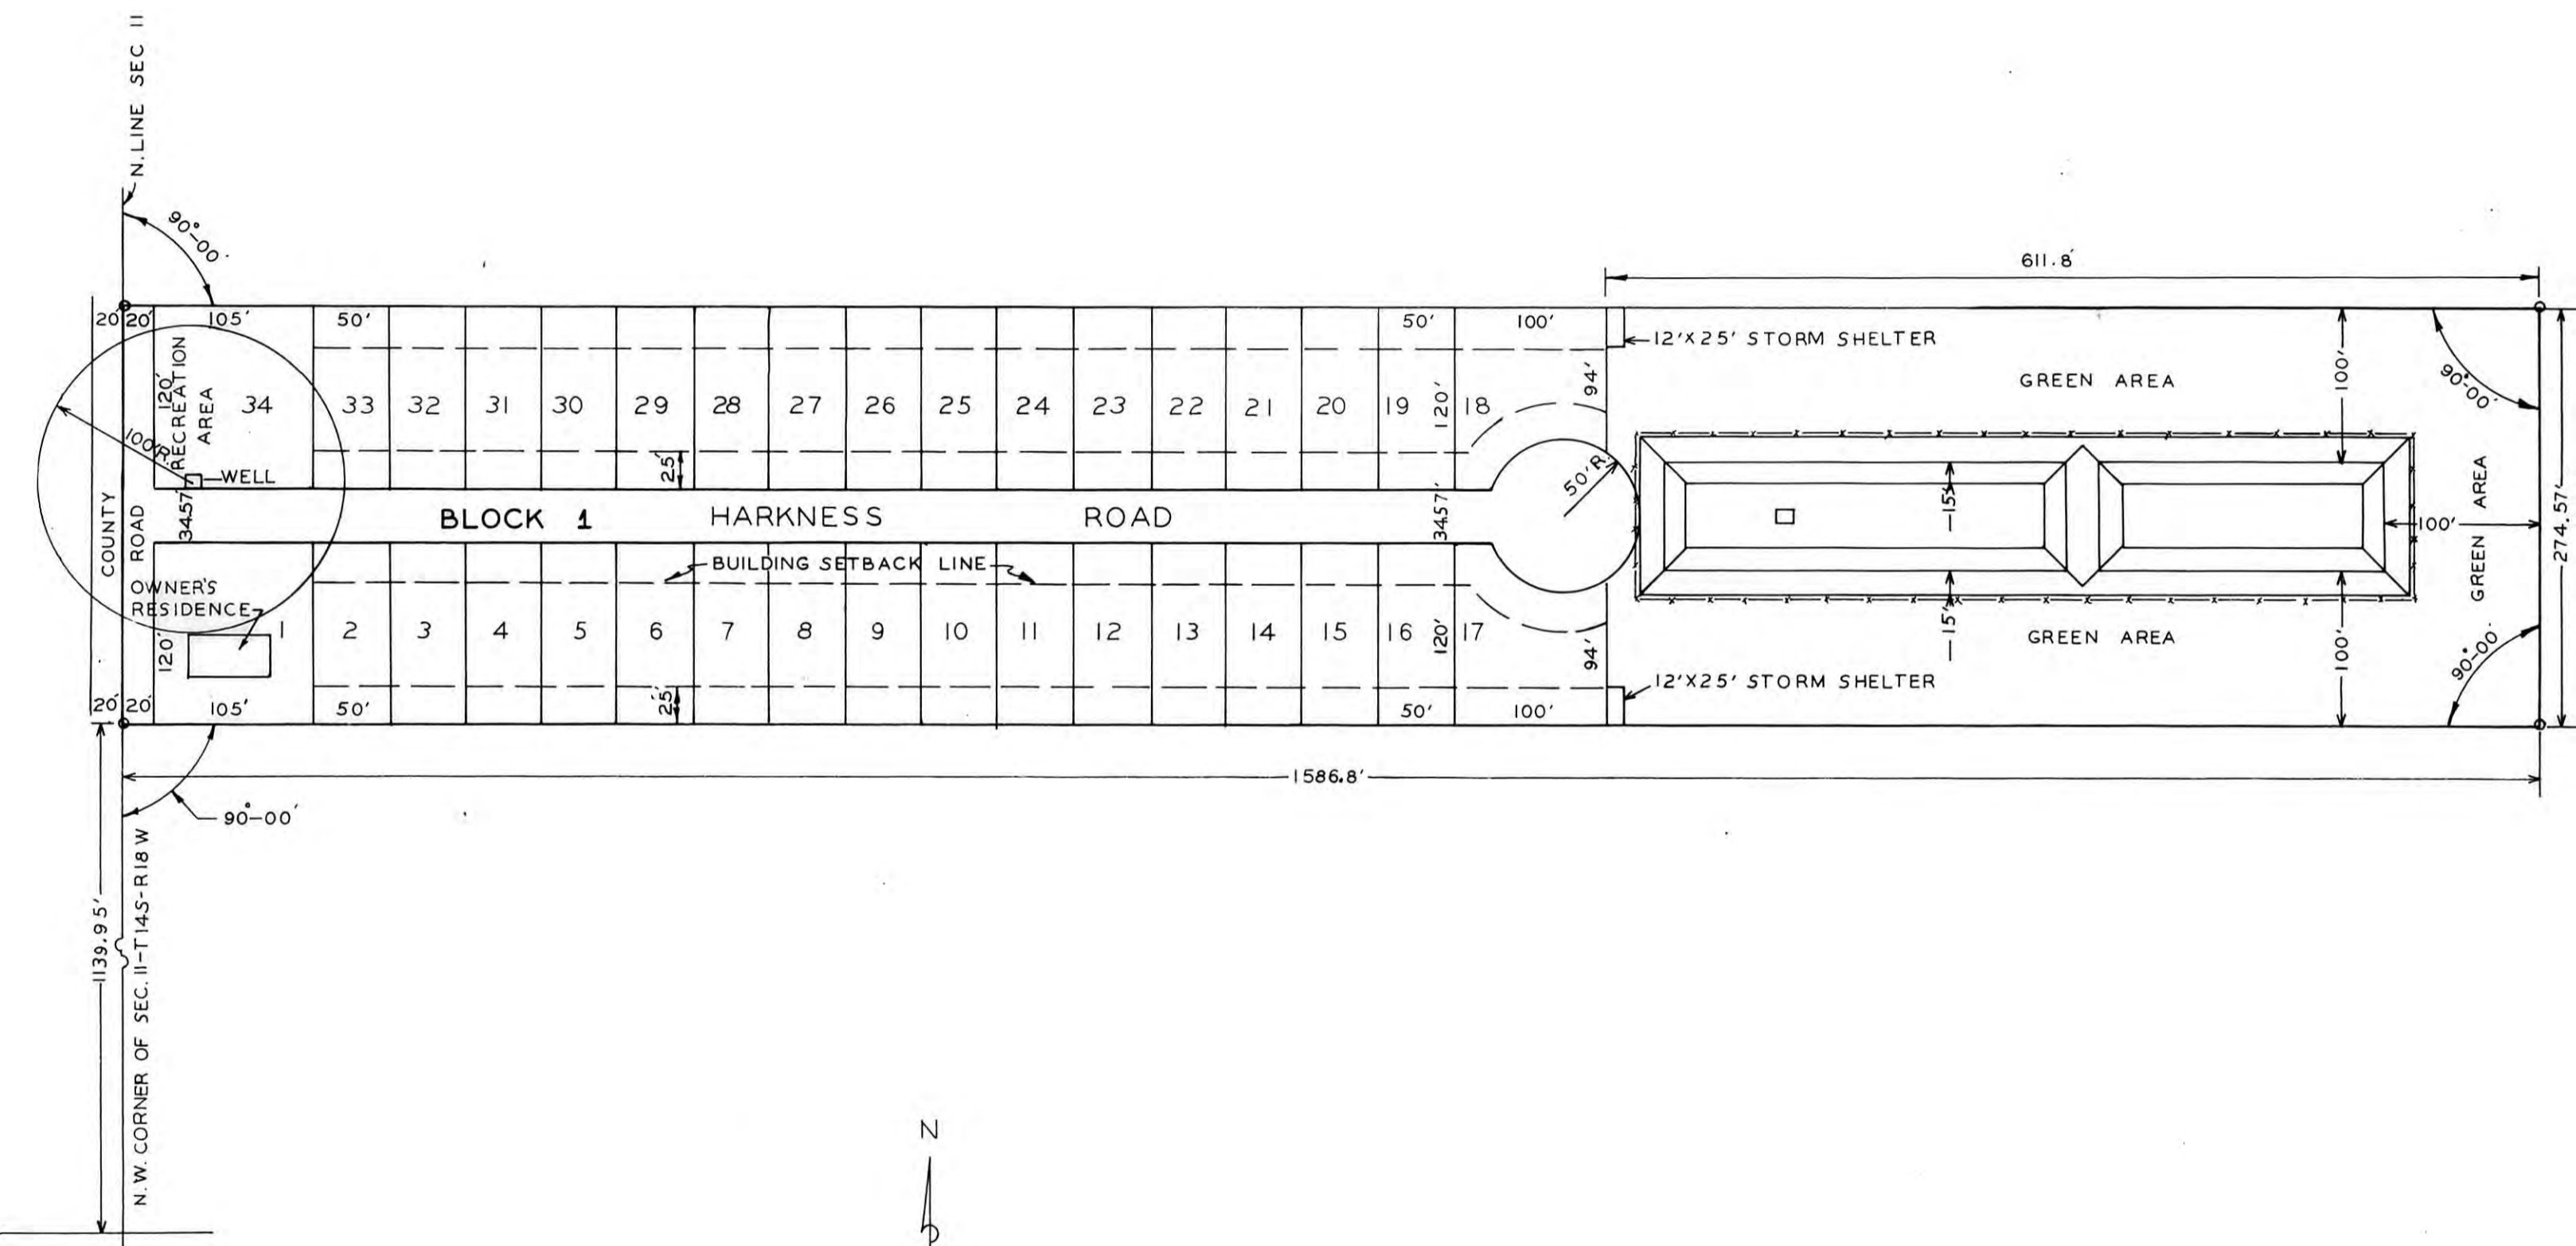 N.LINE SEC 11
90°-00'
611.8'
20' 20' 105' 50' 50' 100'
12'X25' STORM SHELTER
120'
RECREATION
AREA
34 33 32 31 30 29 28 27 26 25 24 23 22 21 20 19 18
120'
94'
GREEN AREA
100'
90°-00'
100'R.
WELL
25'
50'R.
15'
34.57'
COUNTY
ROAD
BLOCK 1 HARKNESS ROAD
34.57'
100'
GREEN AREA
274.57'
BUILDING SETBACK LINE
OWNER'S
RESIDENCE
120'
1 2 3 4 5 6 7 8 9 10 11 12 13 14 15 16 17
120'
94'
15'
GREEN AREA
100'
90°-00'
25'
12'X25' STORM SHELTER
20' 20' 105' 50' 50' 100'
1586.8'
90°-00'
1139.95'
N.W. CORNER OF SEC. 11-T14S-R18W
N